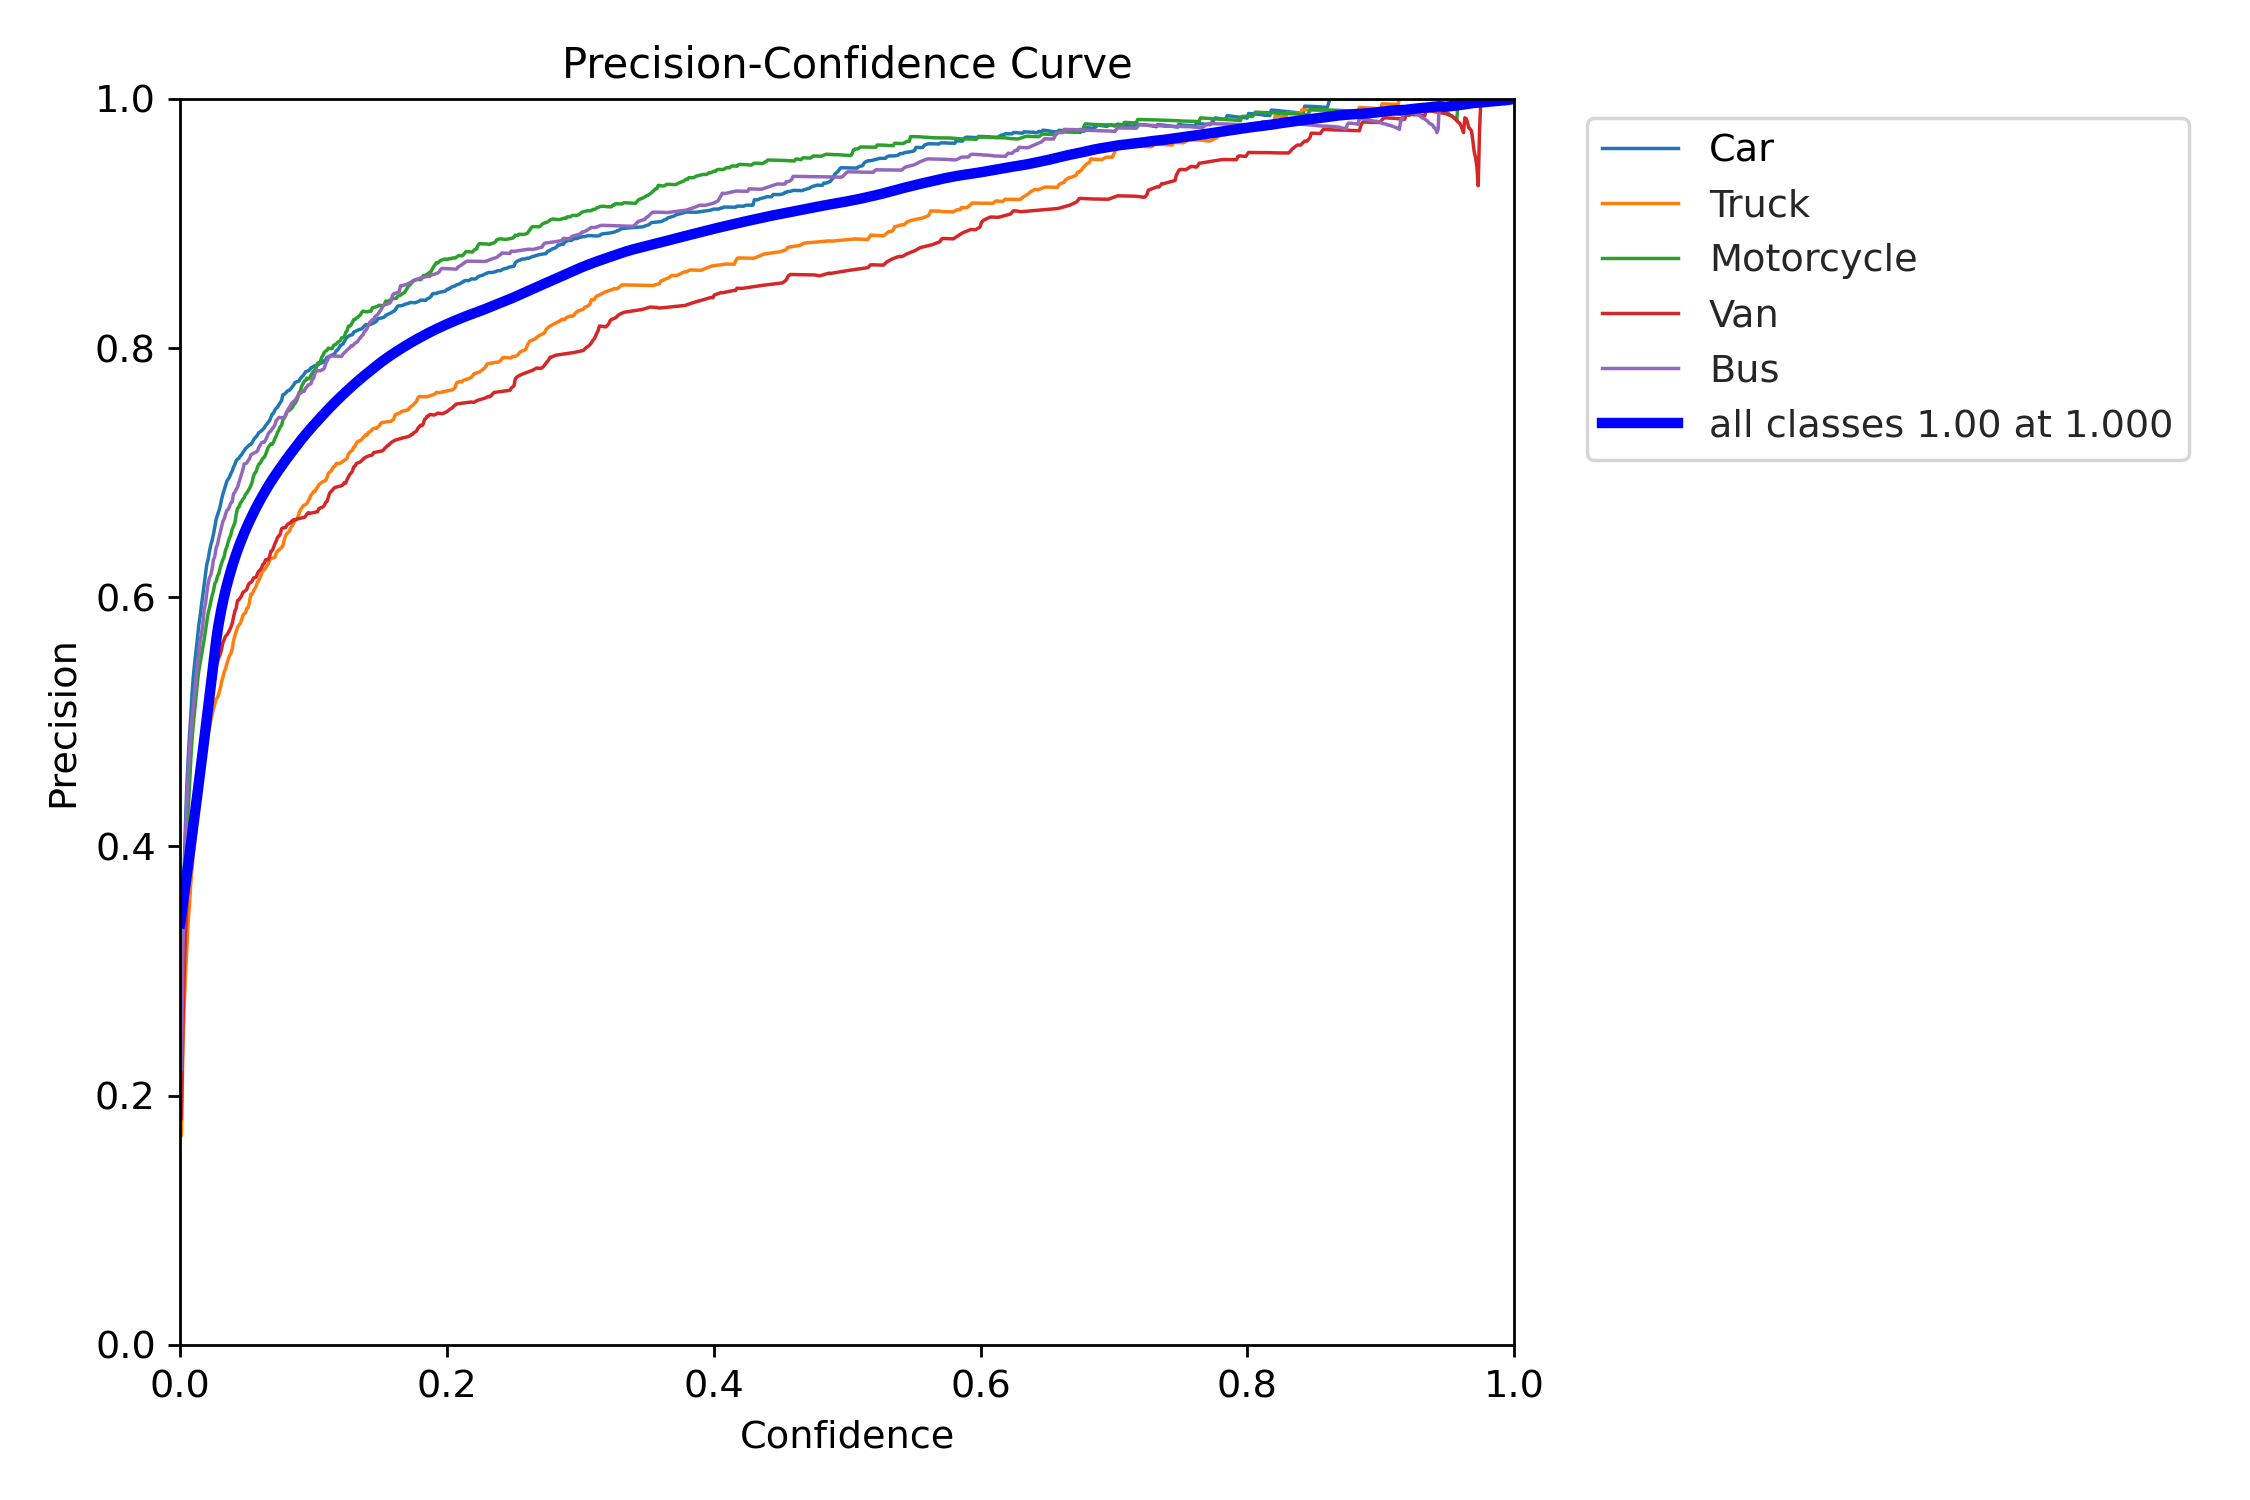 Precision-Confidence Curve
1.0
0.8
0.6
0.4
0.2
0.0
Precision
0.0 0.2 0.4 0.6 0.8 1.0
Confidence
Car
Truck
Motorcycle
Van
Bus
all classes 1.00 at 1.000